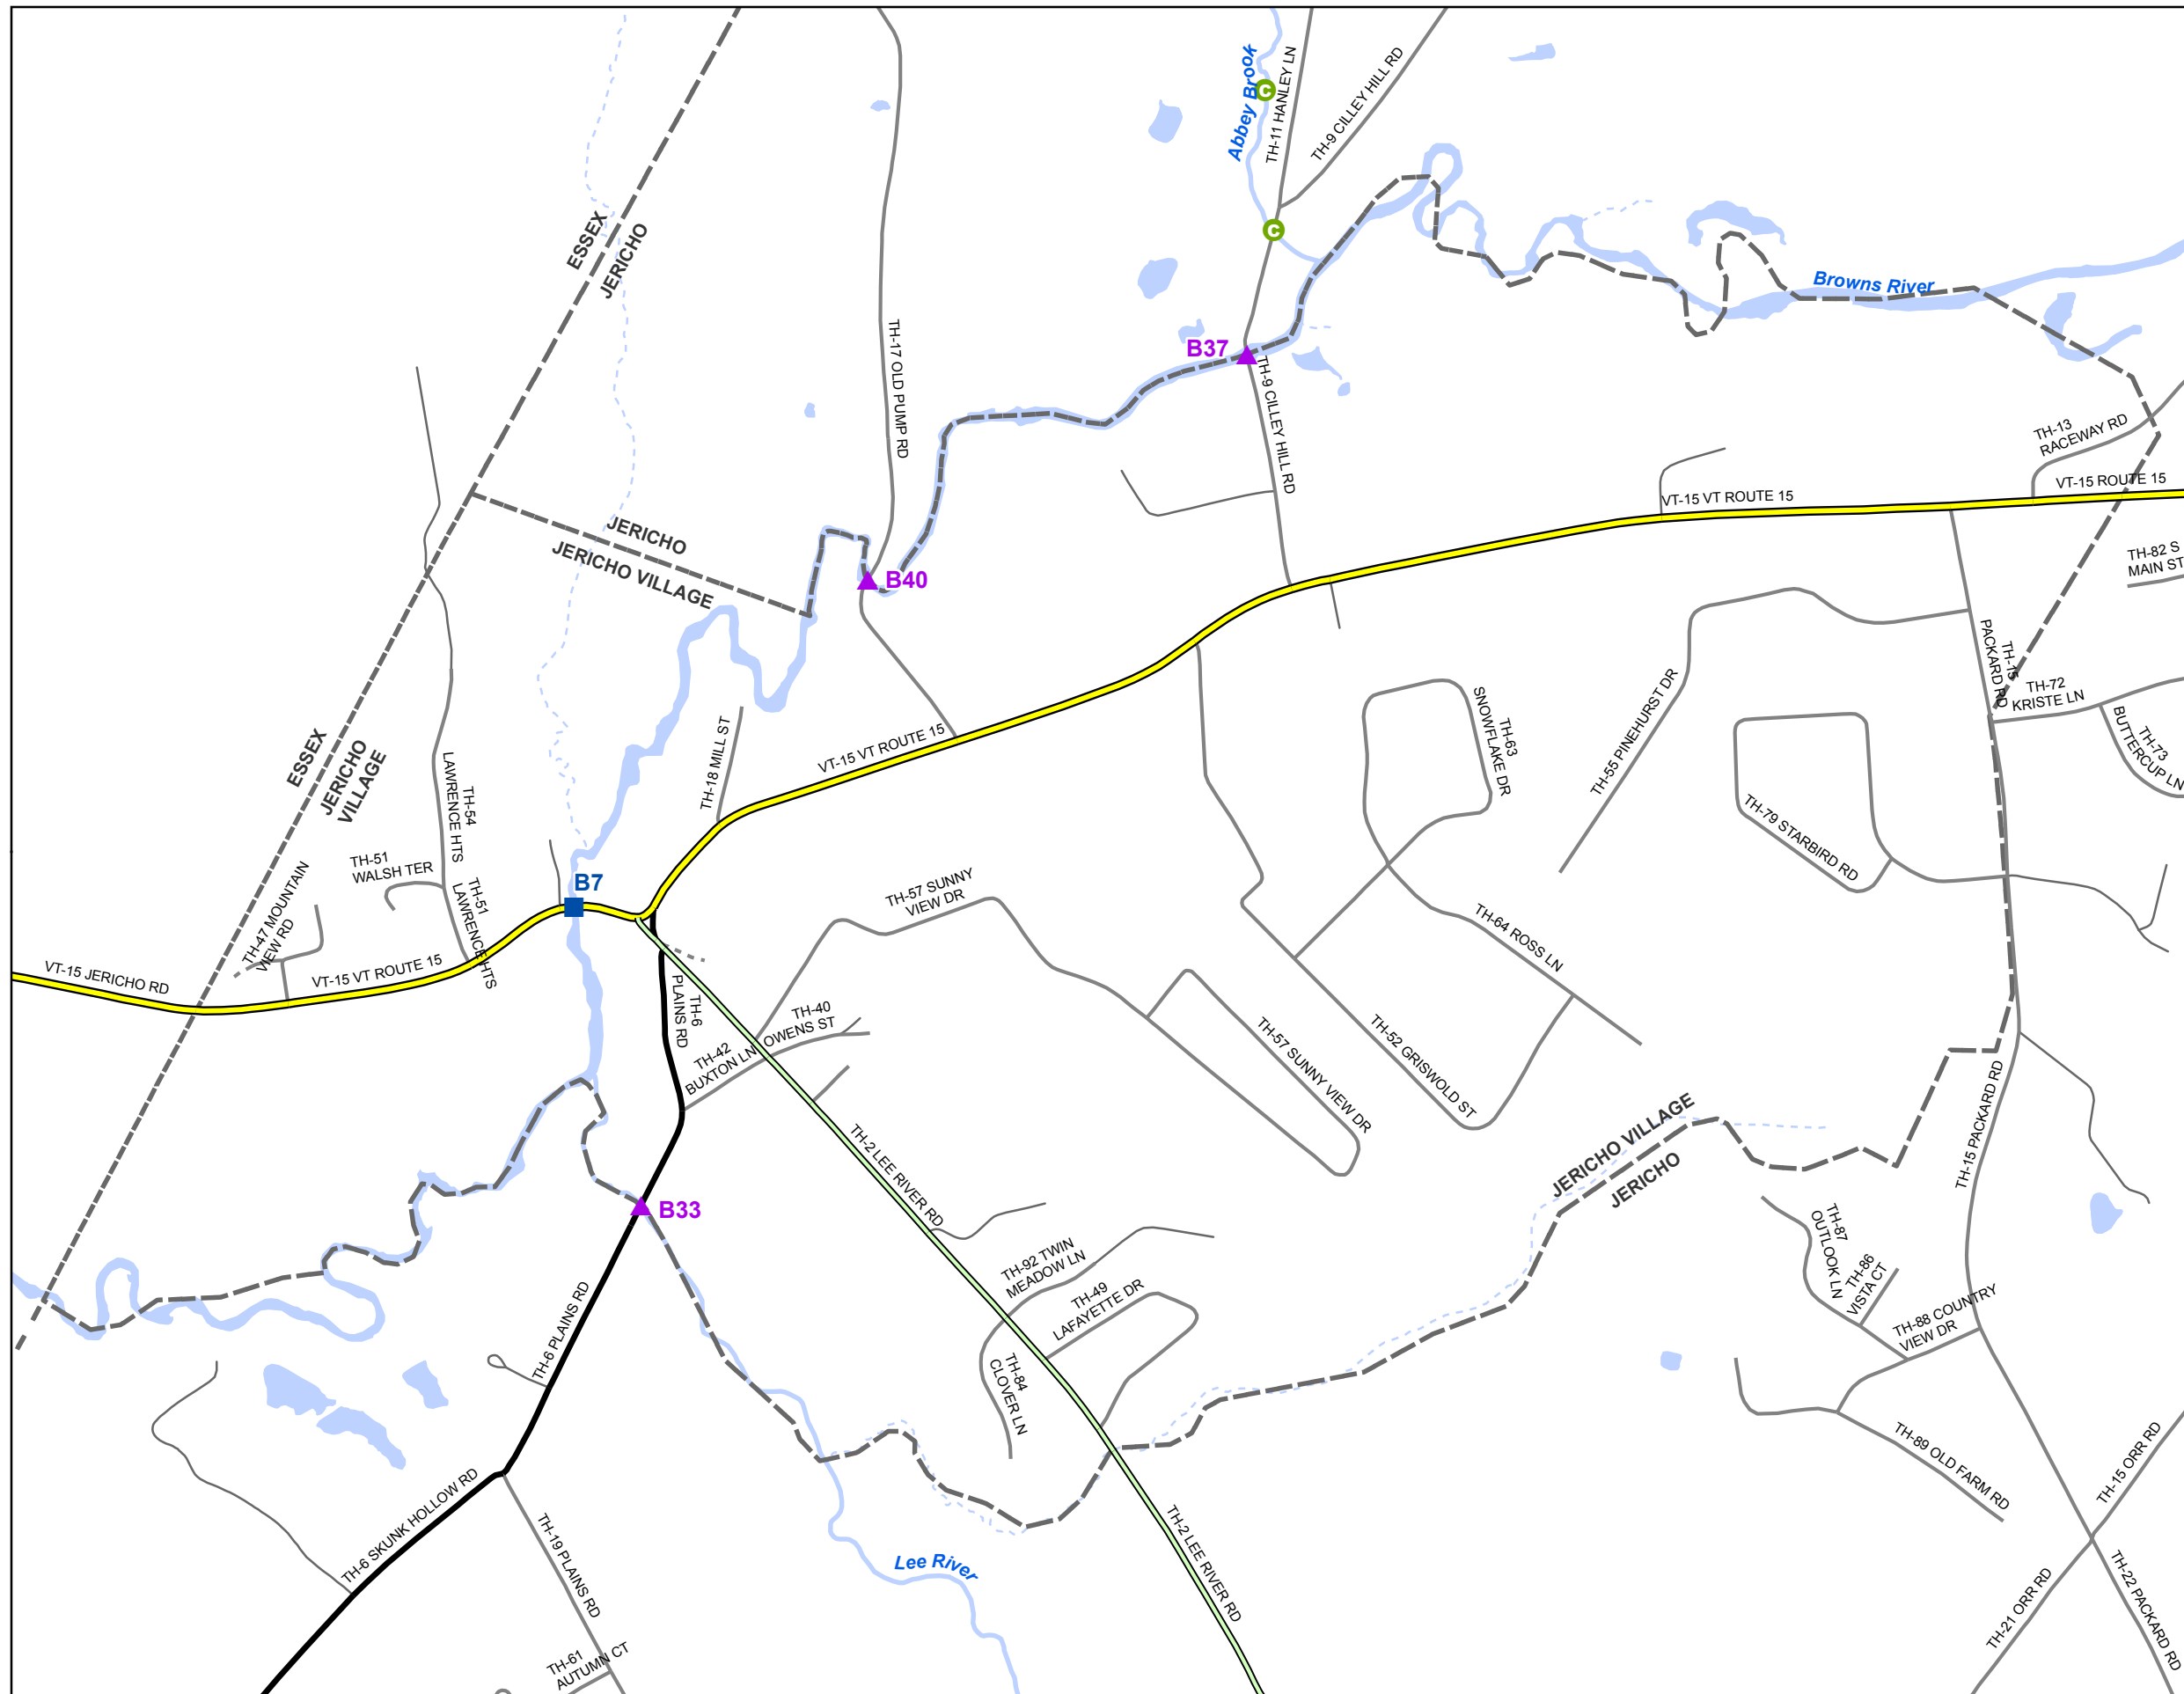 Abbey Brook
TH-11 HANLEY LN
TH-9 CILLEY HILL RD
C
C
ESSEX
JERICHO
Browns River
TH-17 OLD PUMP RD
B37
TH-9 CILLEY HILL RD
TH-13
RACEWAY RD
VT-15 VT ROUTE 15
VT-15 ROUTE 15
JERICHO
JERICHO VILLAGE
B40
TH-82 S
MAIN ST
TH-15
PACKARD RD
TH-72
KRISTE LN
TH-73
BUTTERCUP LN
TH-63
SNOWFLAKE DR
TH-55 PINEHURST DR
TH-18 MILL ST
VT-15 VT ROUTE 15
ESSEX
JERICHO
VILLAGE
TH-54
LAWRENCE HTS
TH-79 STARBIRD RD
TH-51
WALSH TER
TH-51
LAWRENCE HTS
B7
TH-57 SUNNY
VIEW DR
TH-47 MOUNTAIN
VIEW RD
TH-64 ROSS LN
VT-15 JERICHO RD
VT-15 VT ROUTE 15
TH-6
PLAINS RD
TH-40
OWENS ST
TH-42
BUXTON LN
TH-57 SUNNY VIEW DR
TH-52 GRISWOLD ST
TH-2 LEE RIVER RD
JERICHO VILLAGE
JERICHO
TH-15 PACKARD RD
B33
TH-87
OUTLOOK LN
TH-86
VISTA CT
TH-92 TWIN
MEADOW LN
TH-49
LAFAYETTE DR
TH-88 COUNTRY
VIEW DR
TH-6 PLAINS RD
TH-84
CLOVER LN
TH-89 OLD FARM RD
TH-15 ORR RD
TH-6 SKUNK HOLLOW RD
TH-19 PLAINS RD
Lee River
TH-2 LEE RIVER RD
TH-21 ORR RD
TH-22 PACKARD RD
TH-61
AUTUMN CT